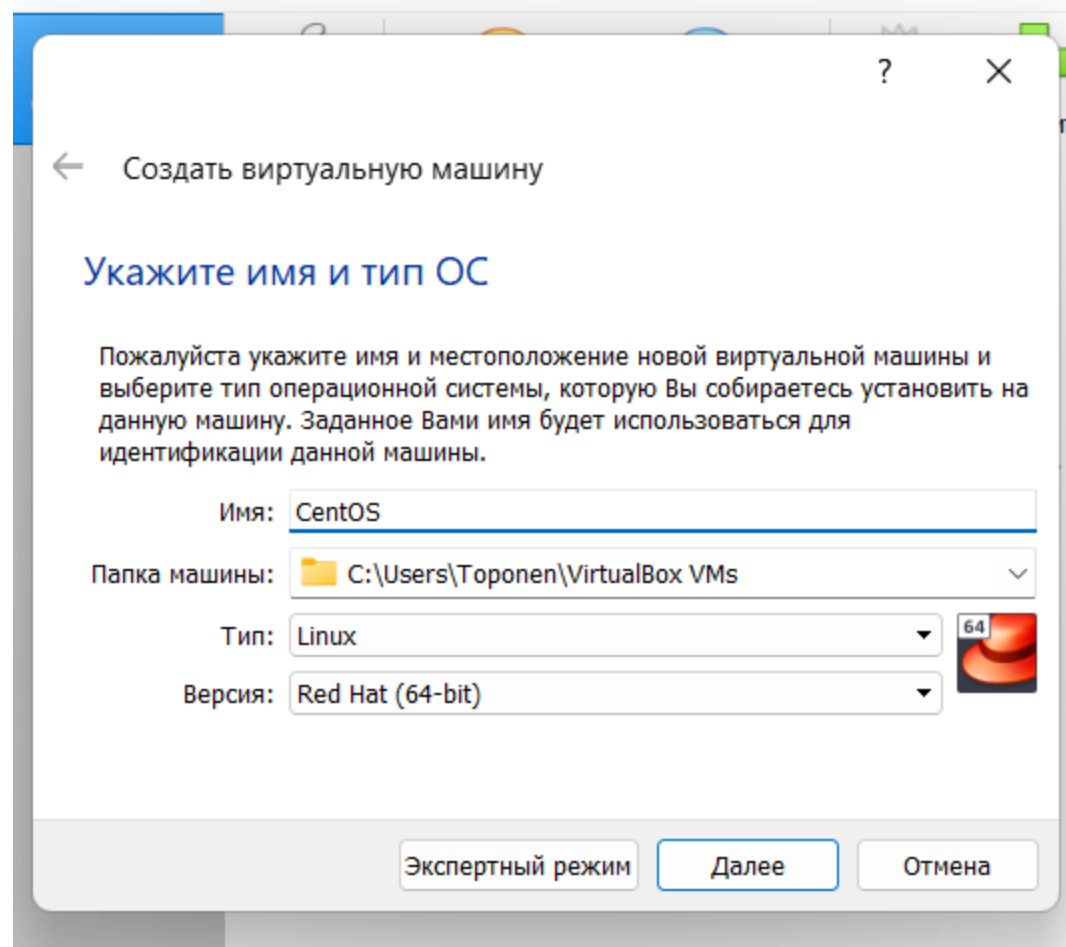 ?
Создать виртуальную машину
Укажите имя и тип ОС
Пожалуйста укажите имя и местоположение новой виртуальной машины и
выберите тип операционной системы, которую Вы собираетесь установить на
данную машину. Заданное Вами имя будет использоваться для
идентификации данной машины.
Имя: CentOS
Папка машины: C:\Users\Toponen\VirtualBox VMs
Тип: Linux
64
Версия: Red Hat (64-bit)
Экспертный режим Далее Отмена